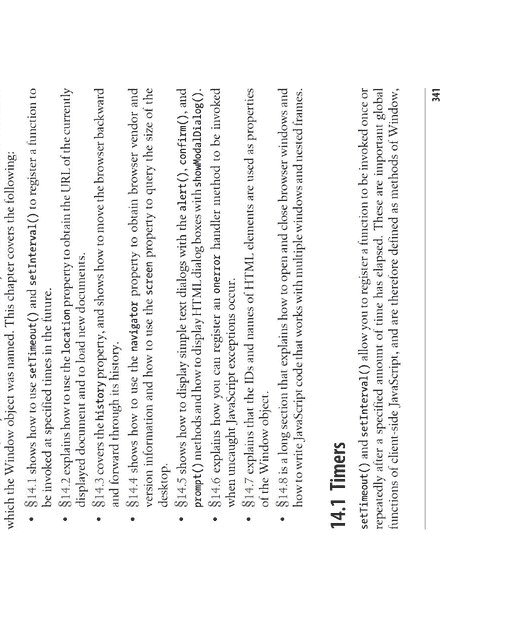 which the Window object was named. This chapter covers the following:
• §14.1 shows how to use setTimeout() and setInterval() to register a function to
be invoked at specified times in the future.
• §14.2 explains how to use the location property to obtain the URL of the currently
displayed document and to load new documents.
• §14.3 covers the history property, and shows how to move the browser backward
and forward through its history.
• §14.4 shows how to use the navigator property to obtain browser vendor and
version information and how to use the screen property to query the size of the
desktop.
• §14.5 shows how to display simple text dialogs with the alert(), confirm(), and
prompt() methods and how to display HTML dialog boxes with showModalDialog().
• §14.6 explains how you can register an onerror handler method to be invoked
when uncaught JavaScript exceptions occur.
• §14.7 explains that the IDs and names of HTML elements are used as properties
of the Window object.
• §14.8 is a long section that explains how to open and close browser windows and
how to write JavaScript code that works with multiple windows and nested frames.
14.1 Timers
setTimeout() and setInterval() allow you to register a function to be invoked once or
repeatedly after a specified amount of time has elapsed. These are important global
functions of client-side JavaScript, and are therefore defined as methods of Window,
341